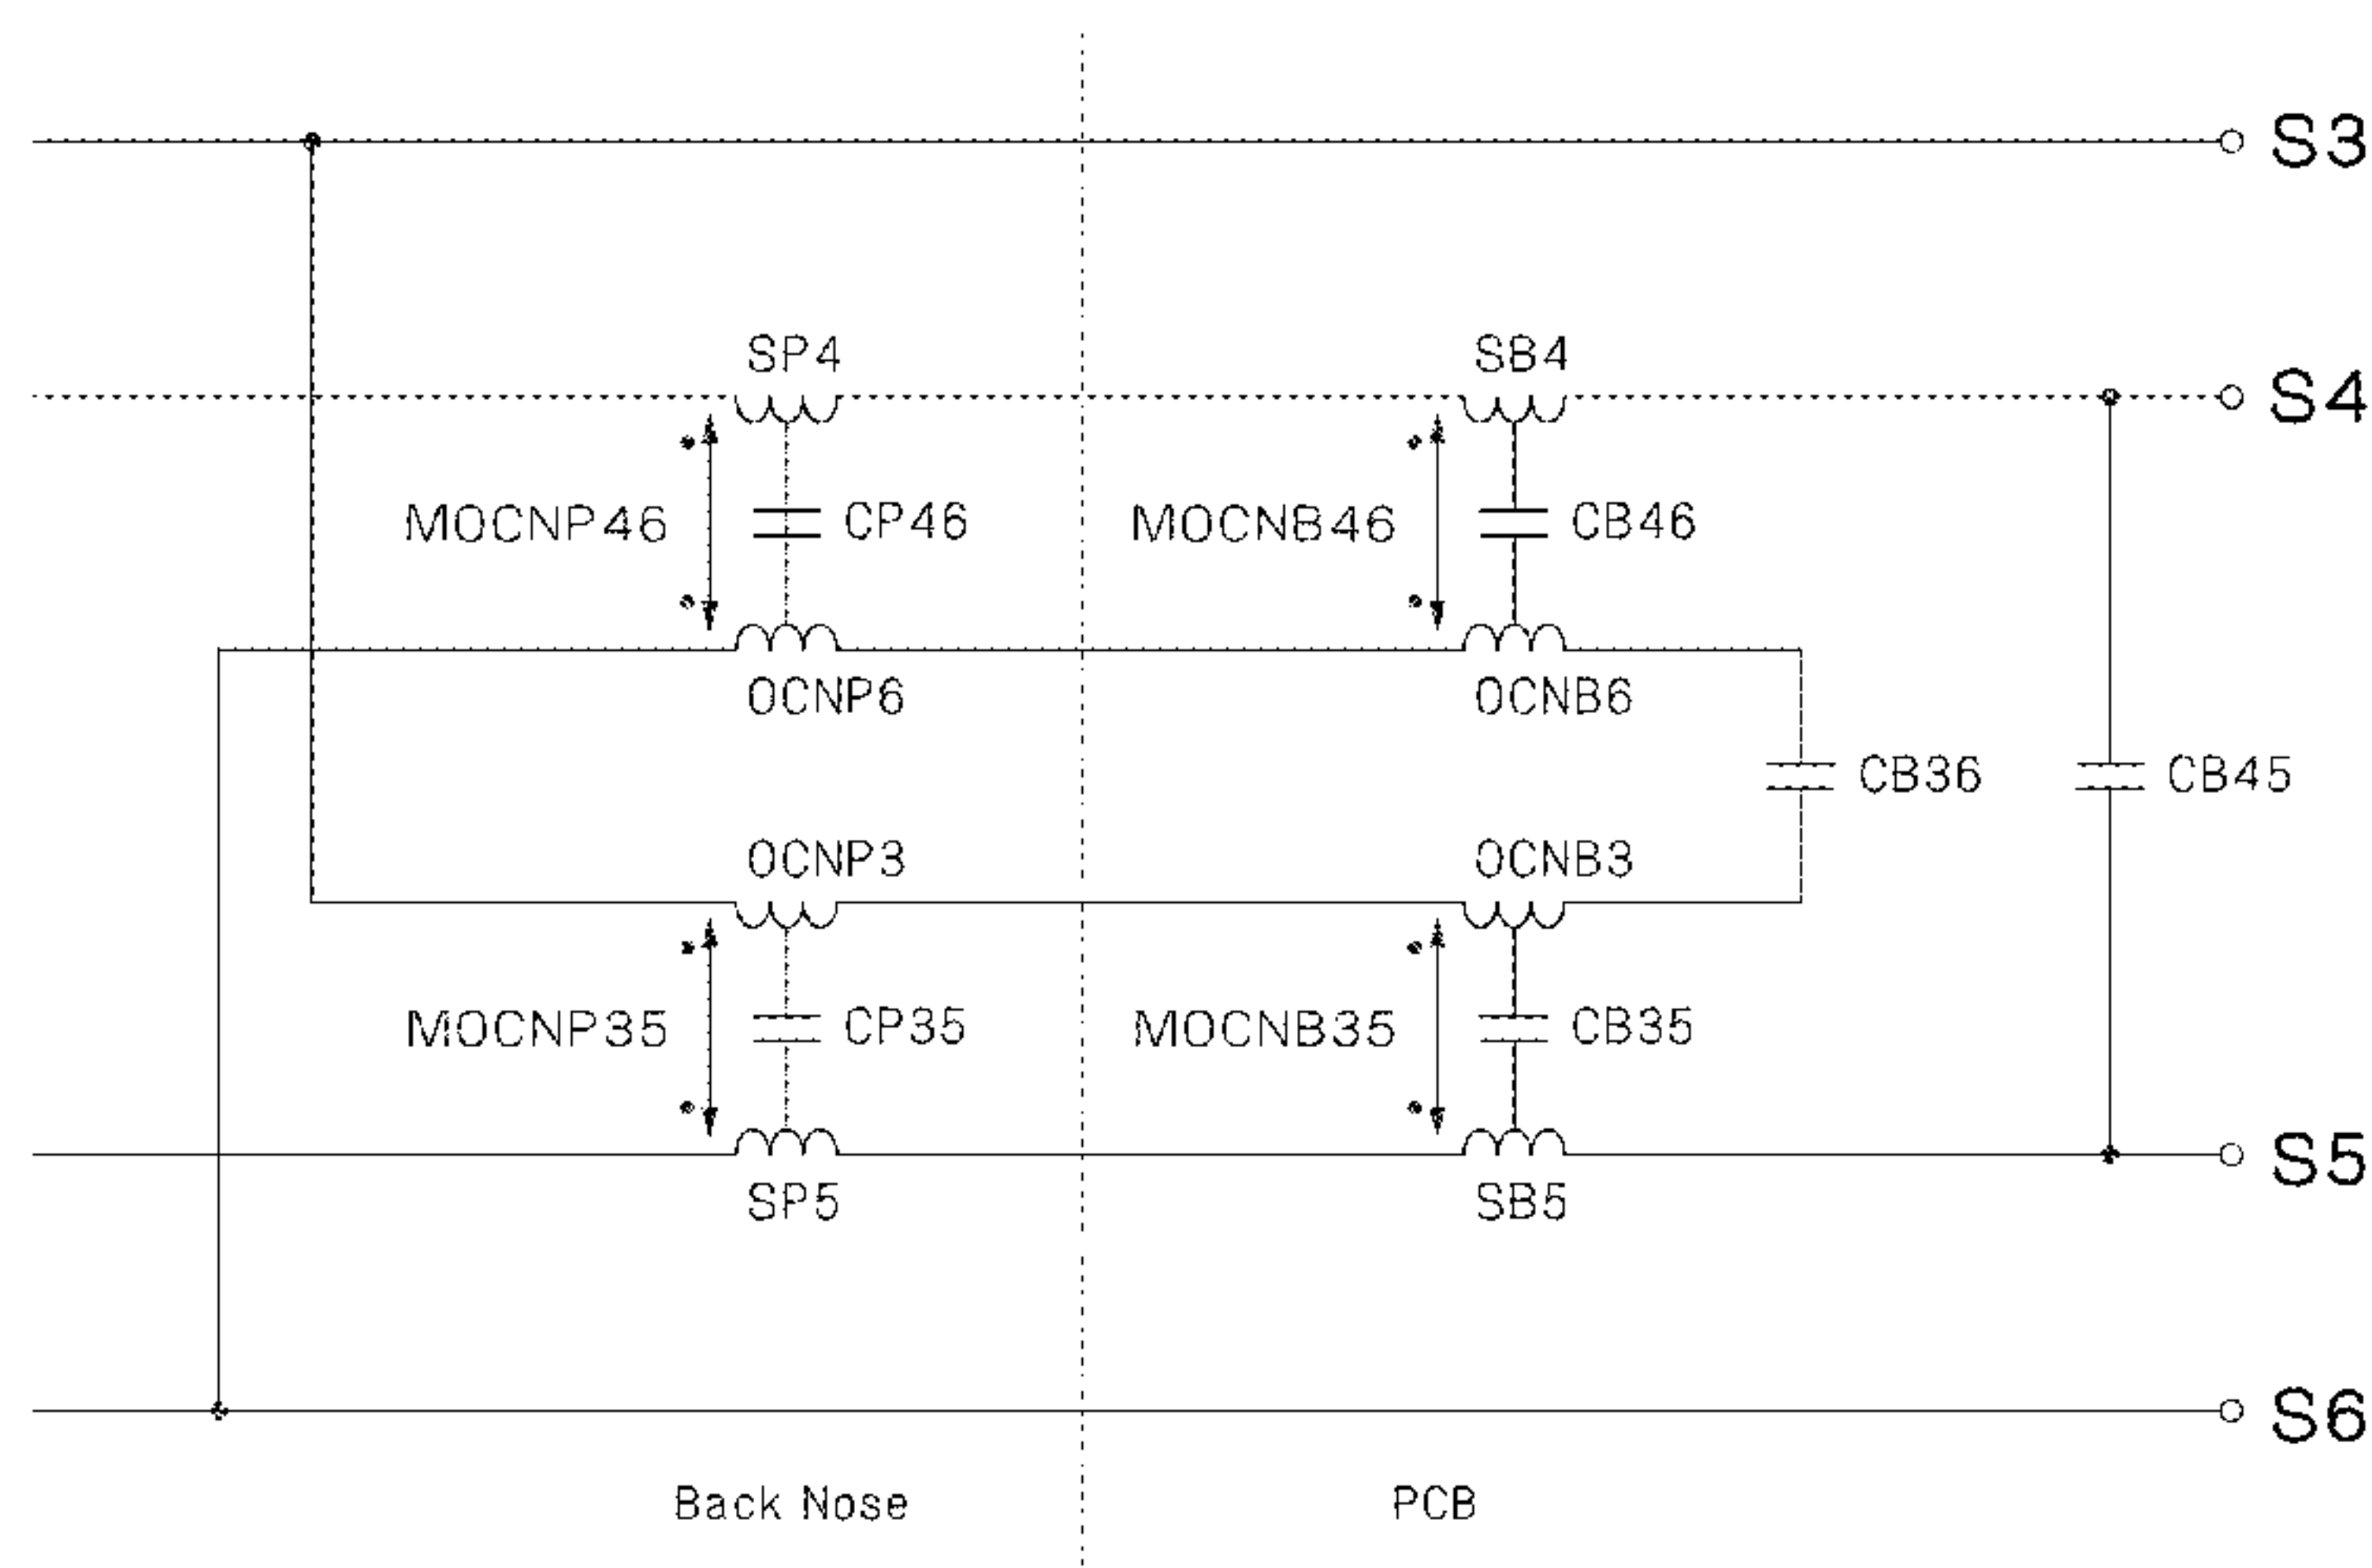 S3
SP4 SB4
S4
MOCNP46 CP46 MOCNB46 CB46
OCNP6 OCNB6
CB36 CB45
OCNP3 OCNB3
MOCNP35 CP35 MOCNB35 CB35
S5
SP5 SB5
S6
Back Nose PCB